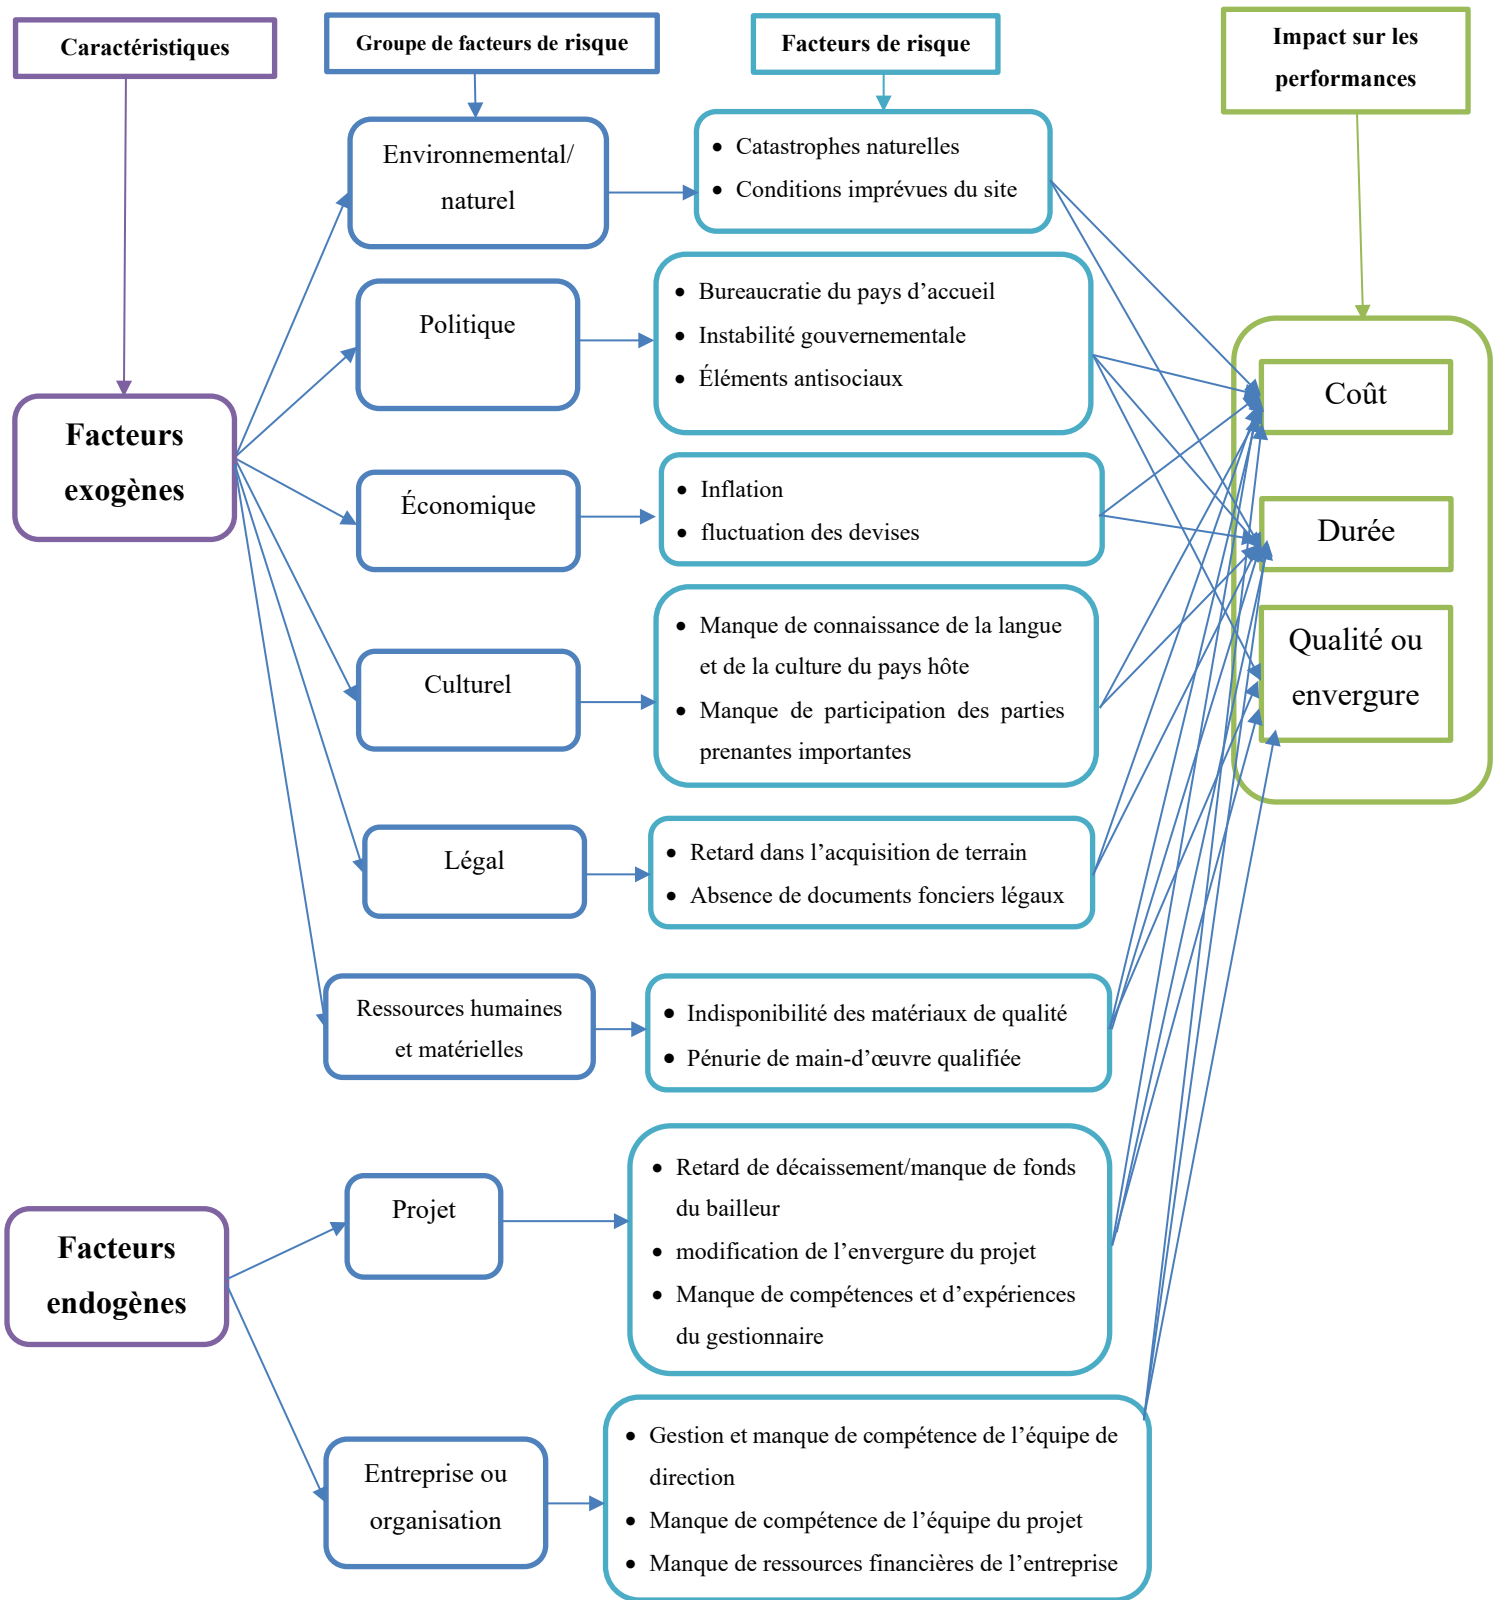 Caractéristiques
Groupe de facteurs de risque
Facteurs de risque
Impact sur les
performances
Environnemental/
naturel
• Catastrophes naturelles
• Conditions imprévues du site
Politique
• Bureaucratie du pays d’accueil
• Instabilité gouvernementale
• Éléments antisociaux
Coût
Facteurs
exogènes
Économique
• Inflation
• fluctuation des devises
Durée
Culturel
• Manque de connaissance de la langue
et de la culture du pays hôte
• Manque de participation des parties
prenantes importantes
Qualité ou
envergure
Légal
• Retard dans l’acquisition de terrain
• Absence de documents fonciers légaux
Ressources humaines
et matérielles
• Indisponibilité des matériaux de qualité
• Pénurie de main-d’œuvre qualifiée
Facteurs
endogènes
Projet
• Retard de décaissement/manque de fonds
du bailleur
• modification de l’envergure du projet
• Manque de compétences et d’expériences
du gestionnaire
Entreprise ou
organisation
• Gestion et manque de compétence de l’équipe de
direction
• Manque de compétence de l’équipe du projet
• Manque de ressources financières de l’entreprise